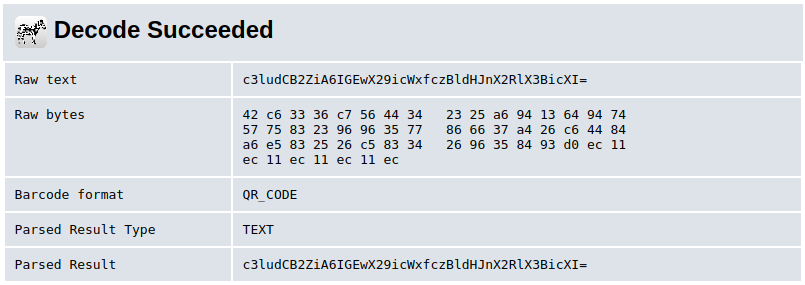 Decode Succeeded
Raw text c3ludCB2ZiA6IGEwX29icWxfczBldHJnX2RlX3BicXI=
Raw bytes 42 c6 33 36 c7 56 44 34 23 25 a6 94 13 64 94 74
57 75 83 23 96 96 35 77 86 66 37 a4 26 c6 44 84
a6 e5 83 25 26 c5 83 34 26 96 35 84 93 d0 ec 11
ec 11 ec 11 ec 11 ec
Barcode format QR_CODE
Parsed Result Type TEXT
Parsed Result c3ludCB2ZiA6IGEwX29icWxfczBldHJnX2RlX3BicXI=